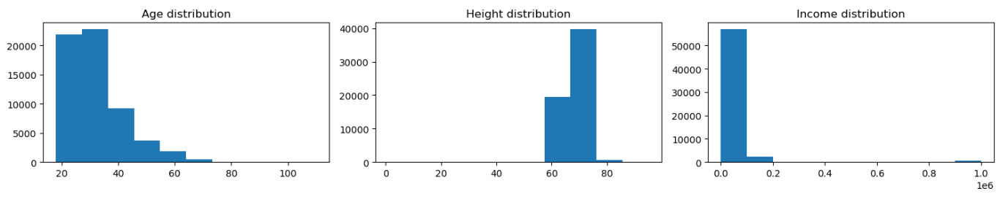 Age distribution Height distribution Income distribution
20000 40000 50000
15000 30000 40000
10000 20000 30000
5000 10000 20000
0 0 10000
0
20 40 60 80 100 0 20 40 60 80 0.0 0.2 0.4 0.6 0.8 1.0
1e6